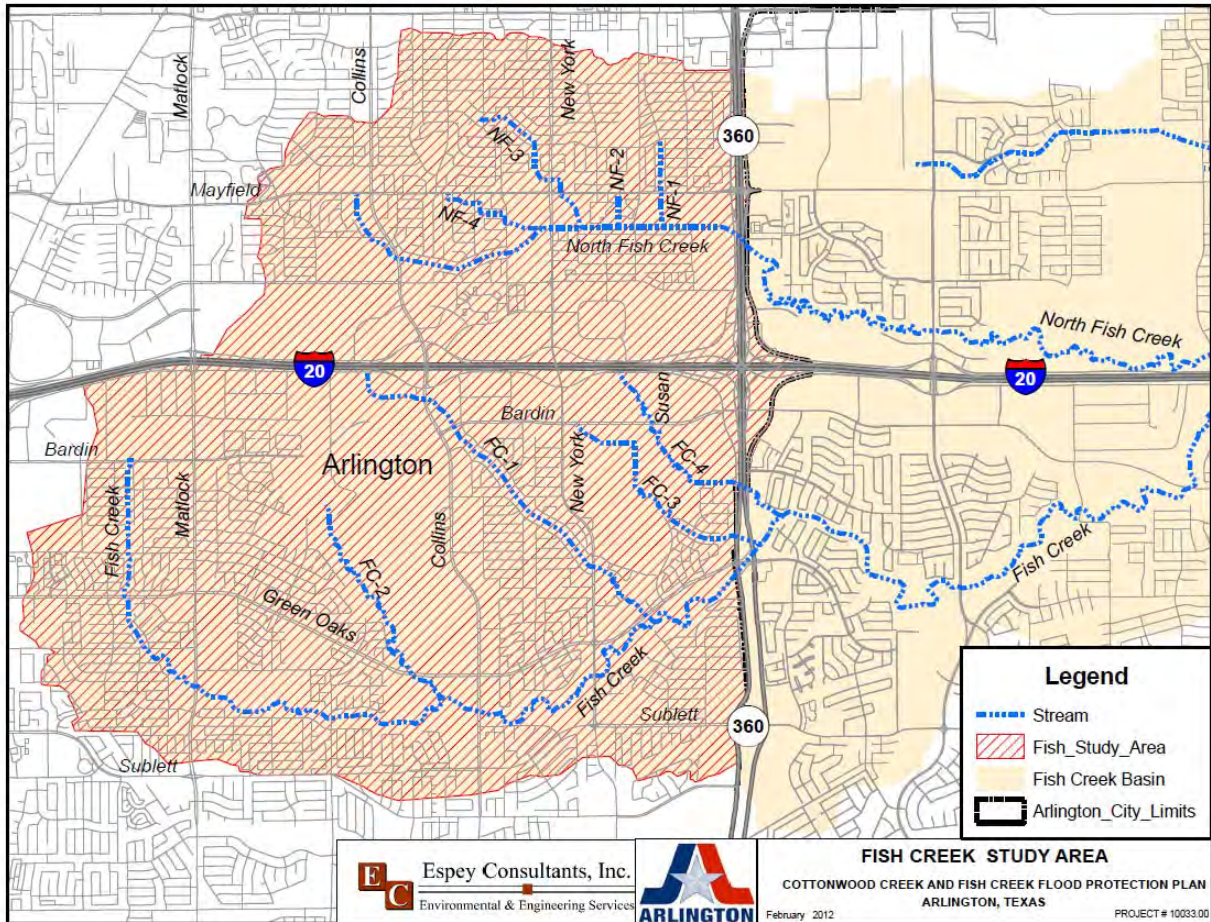 Matlock
Collins
New York
360
NF-3
NF-2
NF-1
Mayfield
NF-4
North Fish Creek
North Fish Creek
20
20
Susan
Bardin
Bardin
FC-1
FC-4
New York
Arlington
FC-3
Fish Creek
Matlock
Collins
FC-2
Green Oaks
Fish Creek
Fish Creek
Sublett
360
Sublett
Legend
Stream
Fish_Study_Area
Fish Creek Basin
Arlington_City_Limits
EC
Espey Consultants, Inc.
Environmental & Engineering Services
ARLINGTON
FISH CREEK STUDY AREA
COTTONWOOD CREEK AND FISH CREEK FLOOD PROTECTION PLAN
ARLINGTON, TEXAS
February 2012
PROJECT # 10033.00